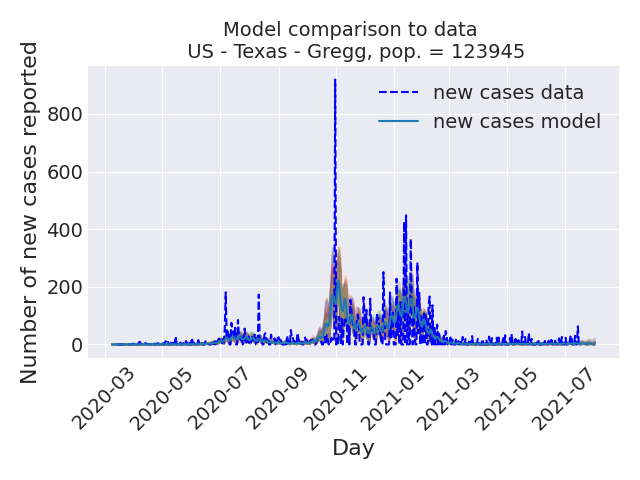 Model comparison to data
US - Texas - Gregg, pop. = 123945
new cases data
new cases model
Number of new cases reported
800
600
400
200
0
2020-03
2020-05
2020-07
2020-09
2020-11
2021-01
2021-03
2021-05
2021-07
Day